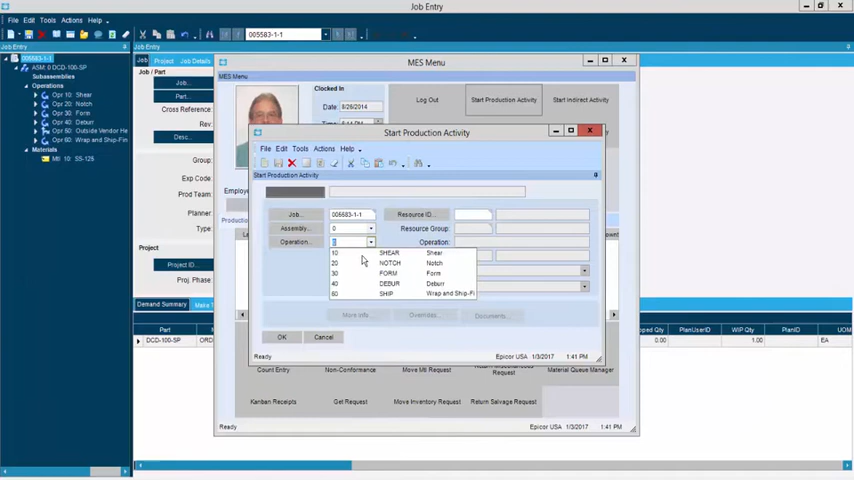 Job Entry
File Edit Tools Actions Help
005583-1-1
Job Entry
Job Project Job Details
005583-1-1
ASM: 0 DCD-100-SP
Subassemblies
Operations
Opr 10: Shear
Opr 20: Notch
Opr 30: Form
Opr 40: Deburr
Opr 50: Outside Vendor He
Opr 60: Wrap and Ship-Fin
Materials
Mtl 10: SS-125
Job / Part
Job...
Part...
Cross Reference:
Rev:
Desc...
Group:
Exp Code:
Prod Team:
Planner:
Type:
Project
Project ID...
Proj. Phase:
Demand Summary Make T
Part
DCD-100-SP ORD
pped Qty PlanUserID WIP Qty PlanID UOM
0.00 1.00 EA
MES Menu
MES Menu
Clocked In
Date: 8/26/2014
Time:
Log Out
Start Production Activity
Start Indirect Activity
Employe
Production
La
Count Entry
Non-Conformance
Move Mtl Request
Request
Material Queue Manager
Kanban Receipts
Get Request
Move Inventory Request
Return Salvage Request
Ready Epicor USA 1/3/2017 1:41 PM
Start Production Activity
File Edit Tools Actions Help
Start Production Activity
Job... 005583-1-1 Resource ID...
Assembly... 0 Resource Group:
Operation... Operation:
10 SHEAR Shear
20 NOTCH Notch
30 FORM Form
40 DEBUR Deburr
60 SHIP Wrap and Ship-Fi
More Info... Overrides... Documents...
OK Cancel
Ready Epicor USA 1/3/2017 1:41 PM